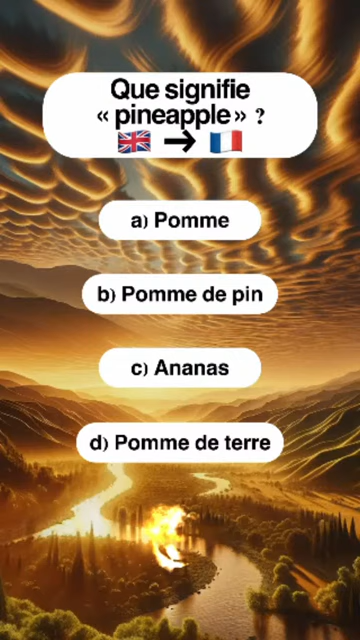 Que signifie
« pineapple» ?
🇬🇧 → 🇫🇷
a) Pomme
b) Pomme de pin
c) Ananas
d) Pomme de terre